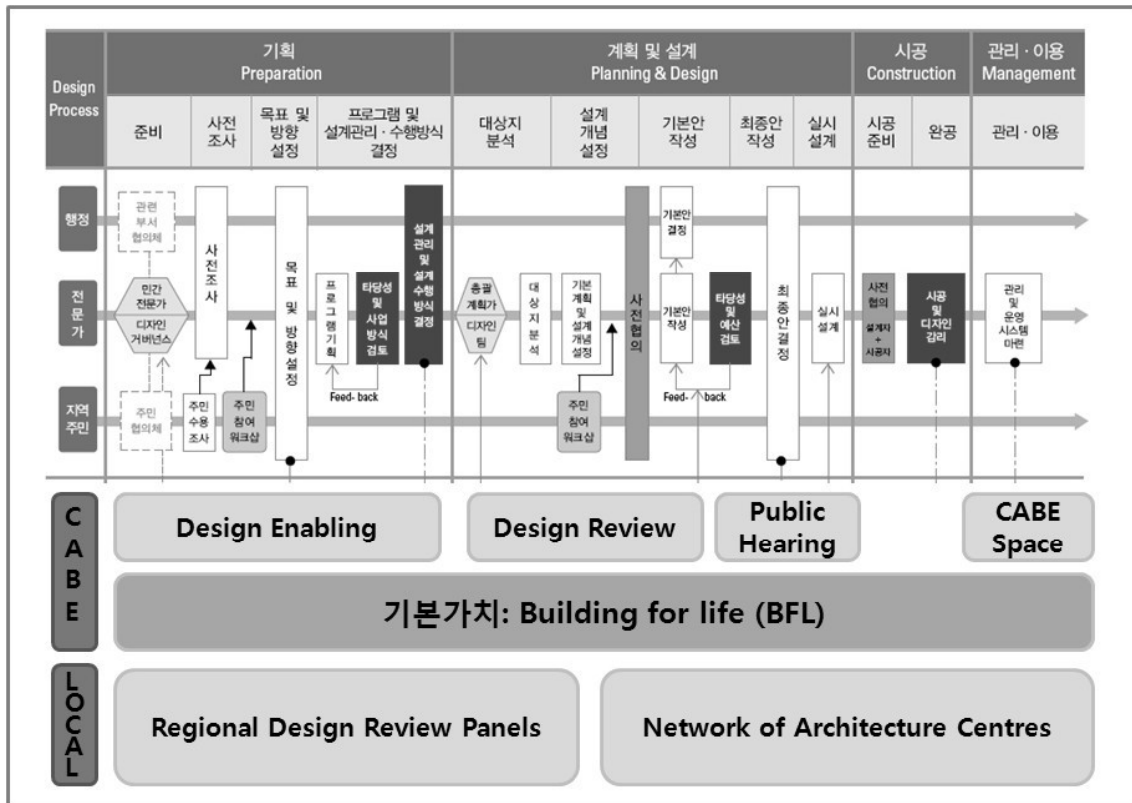 Design
Process
기획
Preparation
계획 및 설계
Planning & Design
시공
Construction
관리·이용
Management
준비
사전
조사
목표 및
방향
설정
프로그램 및
설계관리·수행방식
결정
대상지
분석
설계
개념
설정
기본안
작성
최종안
작성
실시
설계
시공
준비
완공
관리·이용
행정
관련
부서
협의체
사전조사
목표 및 방향설정
설계
관리
및
설계
수행
방식
결정
사전협의
기본안
결정
최종안결정
전문가
민간
전문가
디자인
거버넌스
프로그램기획
타당성
및
사업
방식
검토
Feed- back
총괄
계획가
디자인
팀
대상지분석
기본
계획
및
설계
개념
설정
기본안
작성
타당성
및
예산
검토
Feed- back
실시
설계
사전
협의
설계자
+
시공자
시공
및
디자인
감리
관리
및
운영
시스템
마련
지역
주민
주민
협의체
주민
수용
조사
주민
참여
워크샵
주민
참여
워크샵
CABE
Design Enabling
Design Review
Public
Hearing
CABE
Space
기본가치: Building for life (BFL)
LOCAL
Regional Design Review Panels
Network of Architecture Centres